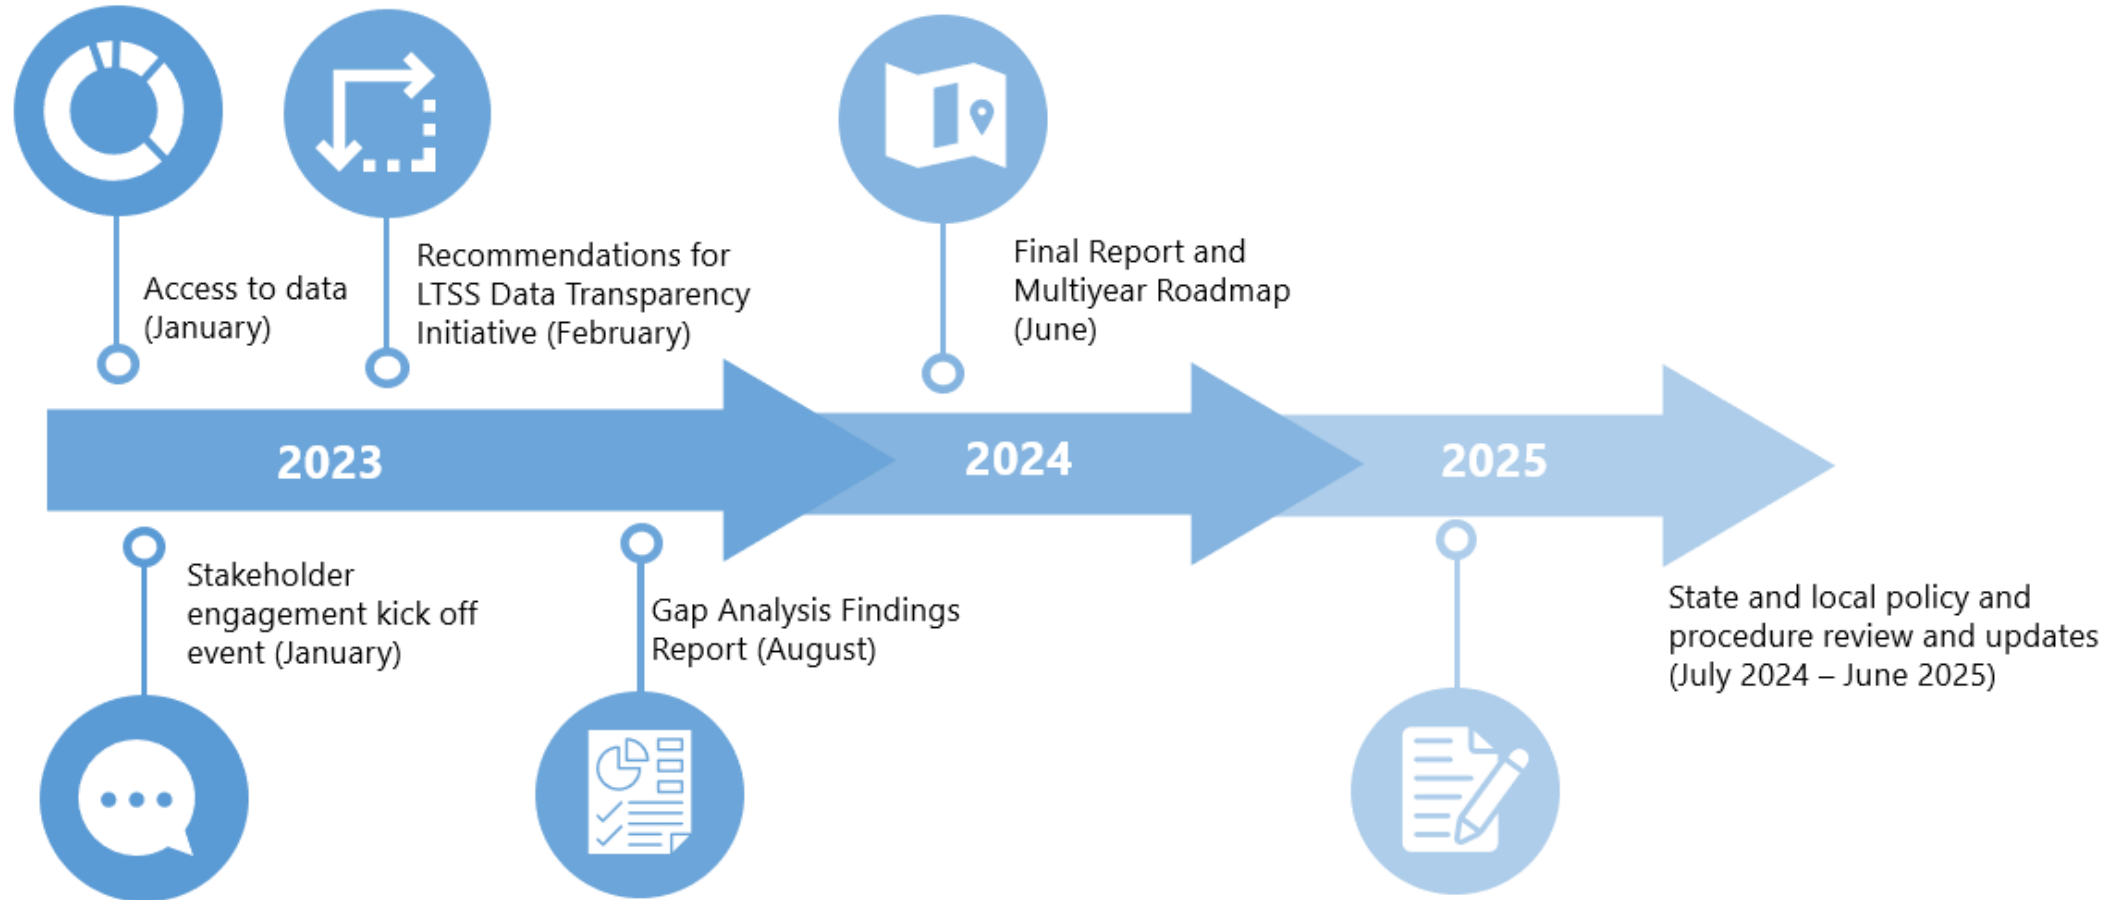 Access to data
(January)
Recommendations for
LTSS Data Transparency
Initiative (February)
Final Report and
Multiyear Roadmap
(June)
2023
2024
2025
Stakeholder
engagement kick off
event (January)
Gap Analysis Findings
Report (August)
State and local policy and
procedure review and updates
(July 2024 – June 2025)